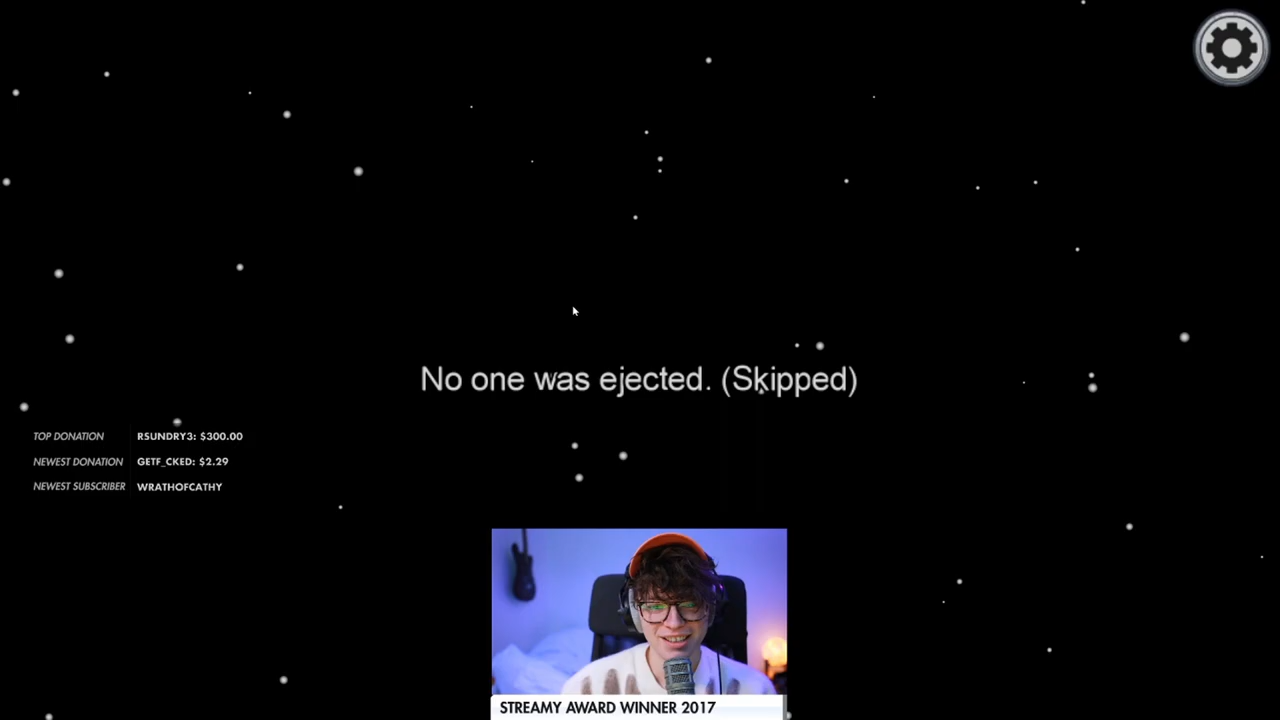 No one was ejected. (Skipped)
TOP DONATION RSUNDRY3: $300.00
NEWEST DONATION GETF_CKED: $2.29
NEWEST SUBSCRIBER WRATHOFCATHY
STREAMY AWARD WINNER 2017